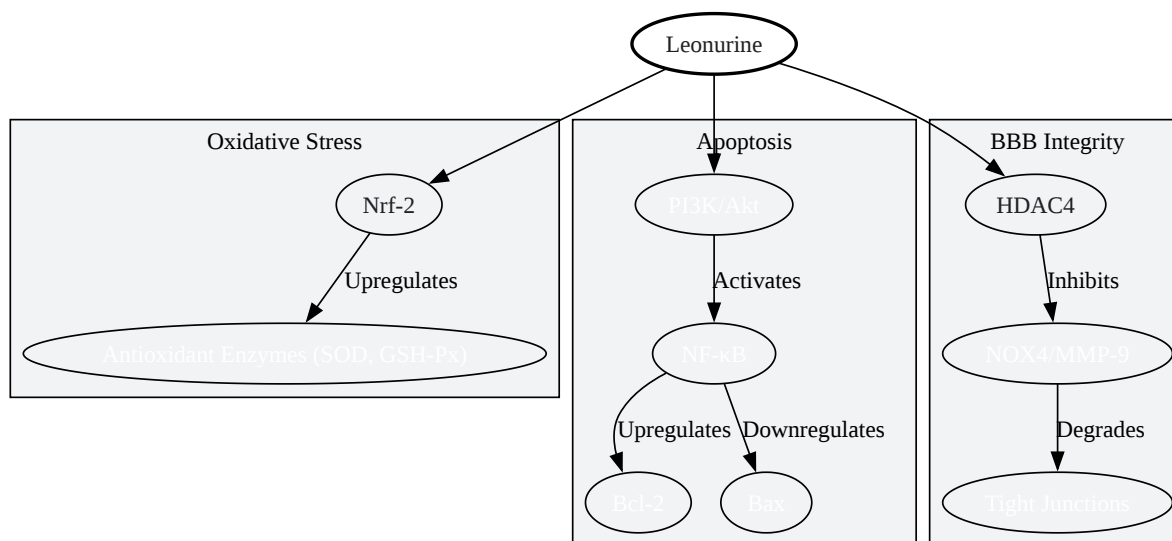 Leonurine
Oxidative Stress
Apoptosis
BBB Integrity
Nrf-2
PI3K/Akt
HDAC4
Upregulates
Activates
Inhibits
Antioxidant Enzymes (SOD, GSH-Px)
NF-κB
NOX4/MMP-9
Upregulates
Downregulates
Degrades
Bcl-2
Bax
Tight Junctions